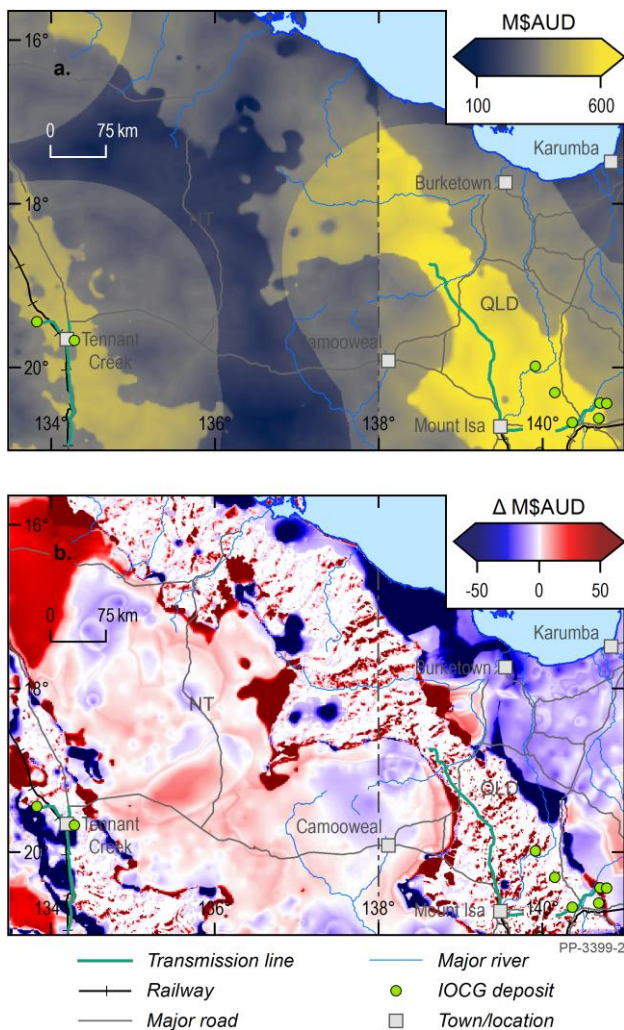 M$AUD
100 600
16°
a.
0 75 km
Karumba
Burketown
18°
NT
QLD
Tennant
Creek
Camooweal
20°
Mount Isa
134° 136° 138° 140°
Δ M$AUD
-50 0 50
16°
b.
0 75 km
Karumba
Burketown
18°
NT
QLD
Tennant
Creek
Camooweal
20°
Mount Isa
134° 136° 138° 140°
PP-3399-2
Transmission line Major river
Railway IOCG deposit
Major road Town/location